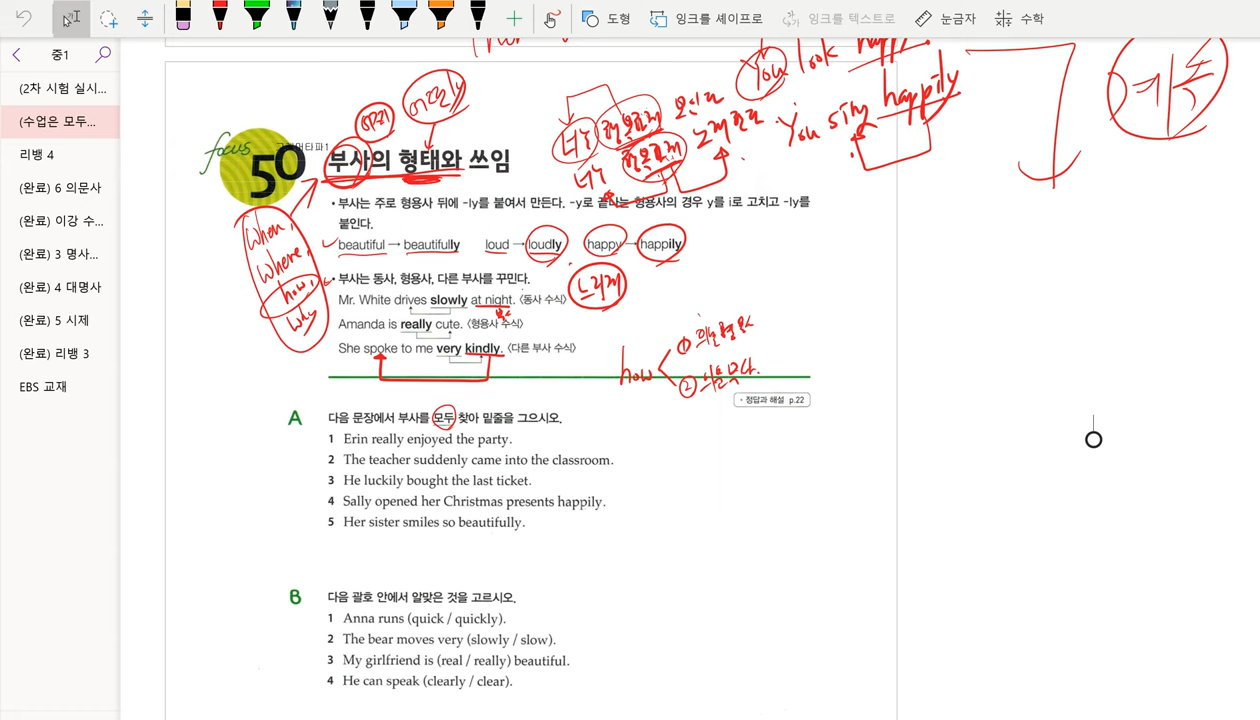 도형
잉크를 셰이프로
잉크를 텍스트로
눈금자
수학
중1
(2차 시험 실시...
(수업은 모두...
리뱅 4
(완료) 6 의문사
(완료) 이강 수...
(완료) 3 명사...
(완료) 4 대명사
(완료) 5 시제
(완료) 리뱅 3
EBS 교재
You look
You sing happily
너는 보인다
너는 노래한다
focus
50
부사의 형태와 쓰임
• 부사는 주로 형용사 뒤에 -ly를 붙여서 만든다. -y로 끝나는 형용사의 경우 y를 i로 고치고 -ly를
붙인다.
beautiful → beautifully loud → loudly happy → happily
• 부사는 동사, 형용사, 다른 부사를 꾸민다.
느리게
Mr. White drives slowly at night. 〈동사 수식〉
Amanda is really cute. 〈형용사 수식〉
She spoke to me very kindly. 〈다른 부사 수식〉
when,
where,
how,
why
how
①
②
• 정답과 해설 p.22
A 다음 문장에서 부사를 모두 찾아 밑줄을 그으시오.
1 Erin really enjoyed the party.
2 The teacher suddenly came into the classroom.
3 He luckily bought the last ticket.
4 Sally opened her Christmas presents happily.
5 Her sister smiles so beautifully.
B 다음 괄호 안에서 알맞은 것을 고르시오.
1 Anna runs (quick / quickly).
2 The bear moves very (slowly / slow).
3 My girlfriend is (real / really) beautiful.
4 He can speak (clearly / clear).